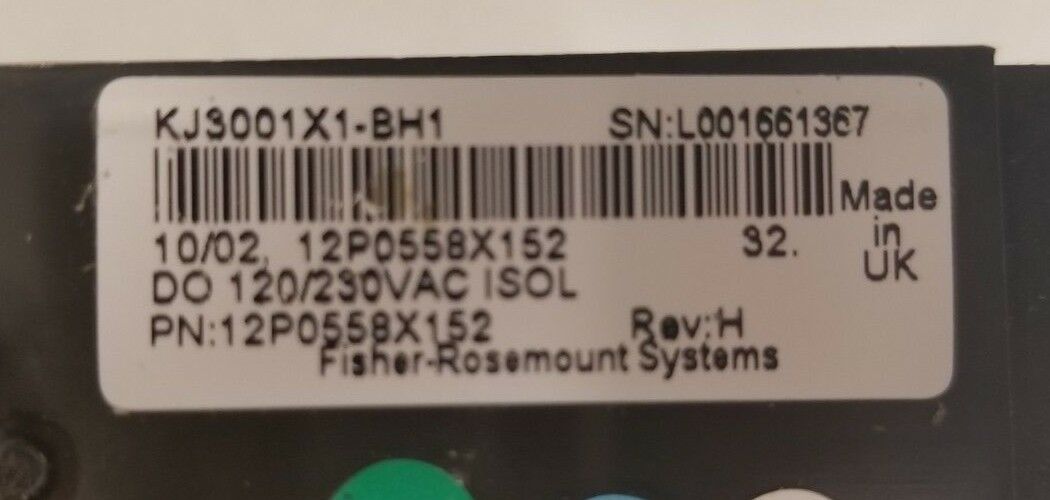 KJ3001X1-BH1 SN:L001661367
10/02, 12P0558X152 32.
Made
in
UK
DO 120/230VAC ISOL
PN:12P0558X152 Rev:H
Fisher-Rosemount Systems